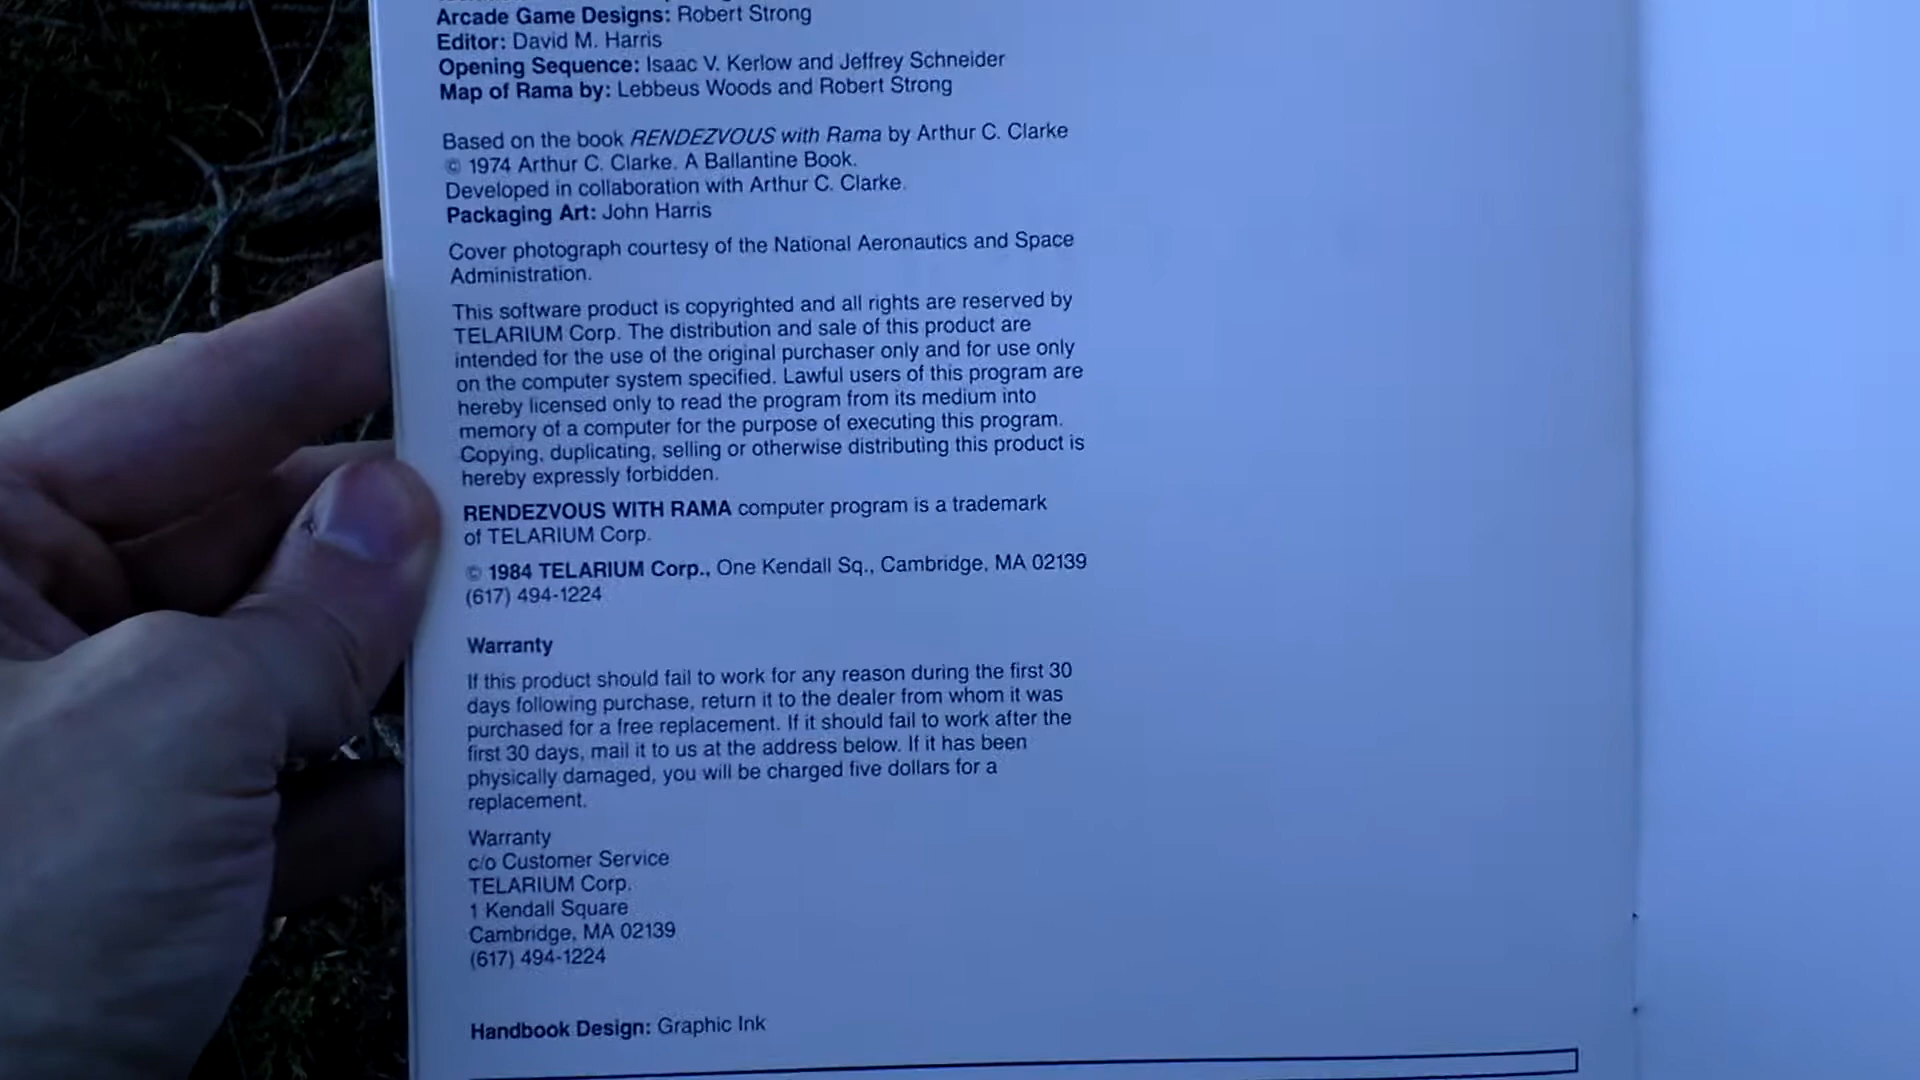 Arcade Game Designs: Robert Strong
Editor: David M. Harris
Opening Sequence: Isaac V. Kerlow and Jeffrey Schneider
Map of Rama by: Lebbeus Woods and Robert Strong
Based on the book RENDEZVOUS with Rama by Arthur C. Clarke
© 1974 Arthur C. Clarke. A Ballantine Book.
Developed in collaboration with Arthur C. Clarke.
Packaging Art: John Harris
Cover photograph courtesy of the National Aeronautics and Space
Administration.
This software product is copyrighted and all rights are reserved by
TELARIUM Corp. The distribution and sale of this product are
intended for the use of the original purchaser only and for use only
on the computer system specified. Lawful users of this program are
hereby licensed only to read the program from its medium into
memory of a computer for the purpose of executing this program.
Copying, duplicating, selling or otherwise distributing this product is
hereby expressly forbidden.
RENDEZVOUS WITH RAMA computer program is a trademark
of TELARIUM Corp.
© 1984 TELARIUM Corp., One Kendall Sq., Cambridge, MA 02139
(617) 494-1224
Warranty
If this product should fail to work for any reason during the first 30
days following purchase, return it to the dealer from whom it was
purchased for a free replacement. If it should fail to work after the
first 30 days, mail it to us at the address below. If it has been
physically damaged, you will be charged five dollars for a
replacement.
Warranty
c/o Customer Service
TELARIUM Corp.
1 Kendall Square
Cambridge, MA 02139
(617) 494-1224
Handbook Design: Graphic Ink